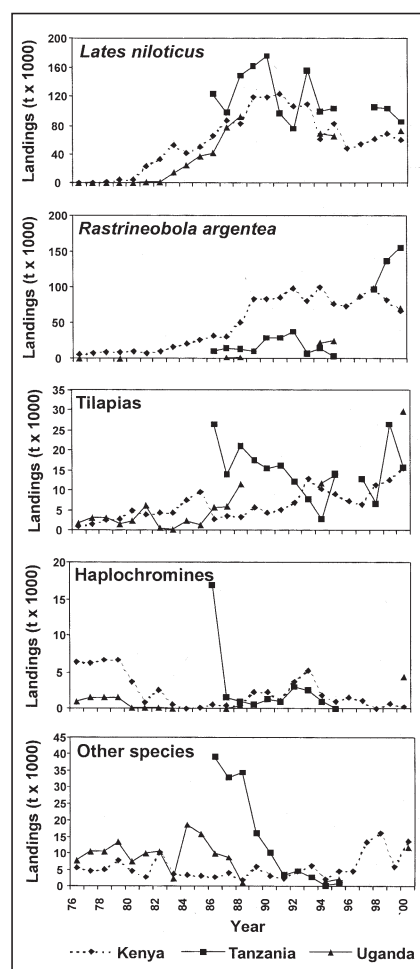 Lates niloticus
Landings (t x 1000)
200
160
120
80
40
0
Rastrineobola argentea
Landings (t x 1000)
200
150
100
50
0
Tilapias
Landings (t x 1000)
35
30
25
20
15
10
5
0
Haplochromines
Landings (t x 1000)
20
15
10
5
0
Other species
Landings (t x 1000)
45
40
35
30
25
20
15
10
5
0
76 78 80 82 84 86 88 90 92 94 96 98 00
Year
Kenya Tanzania Uganda